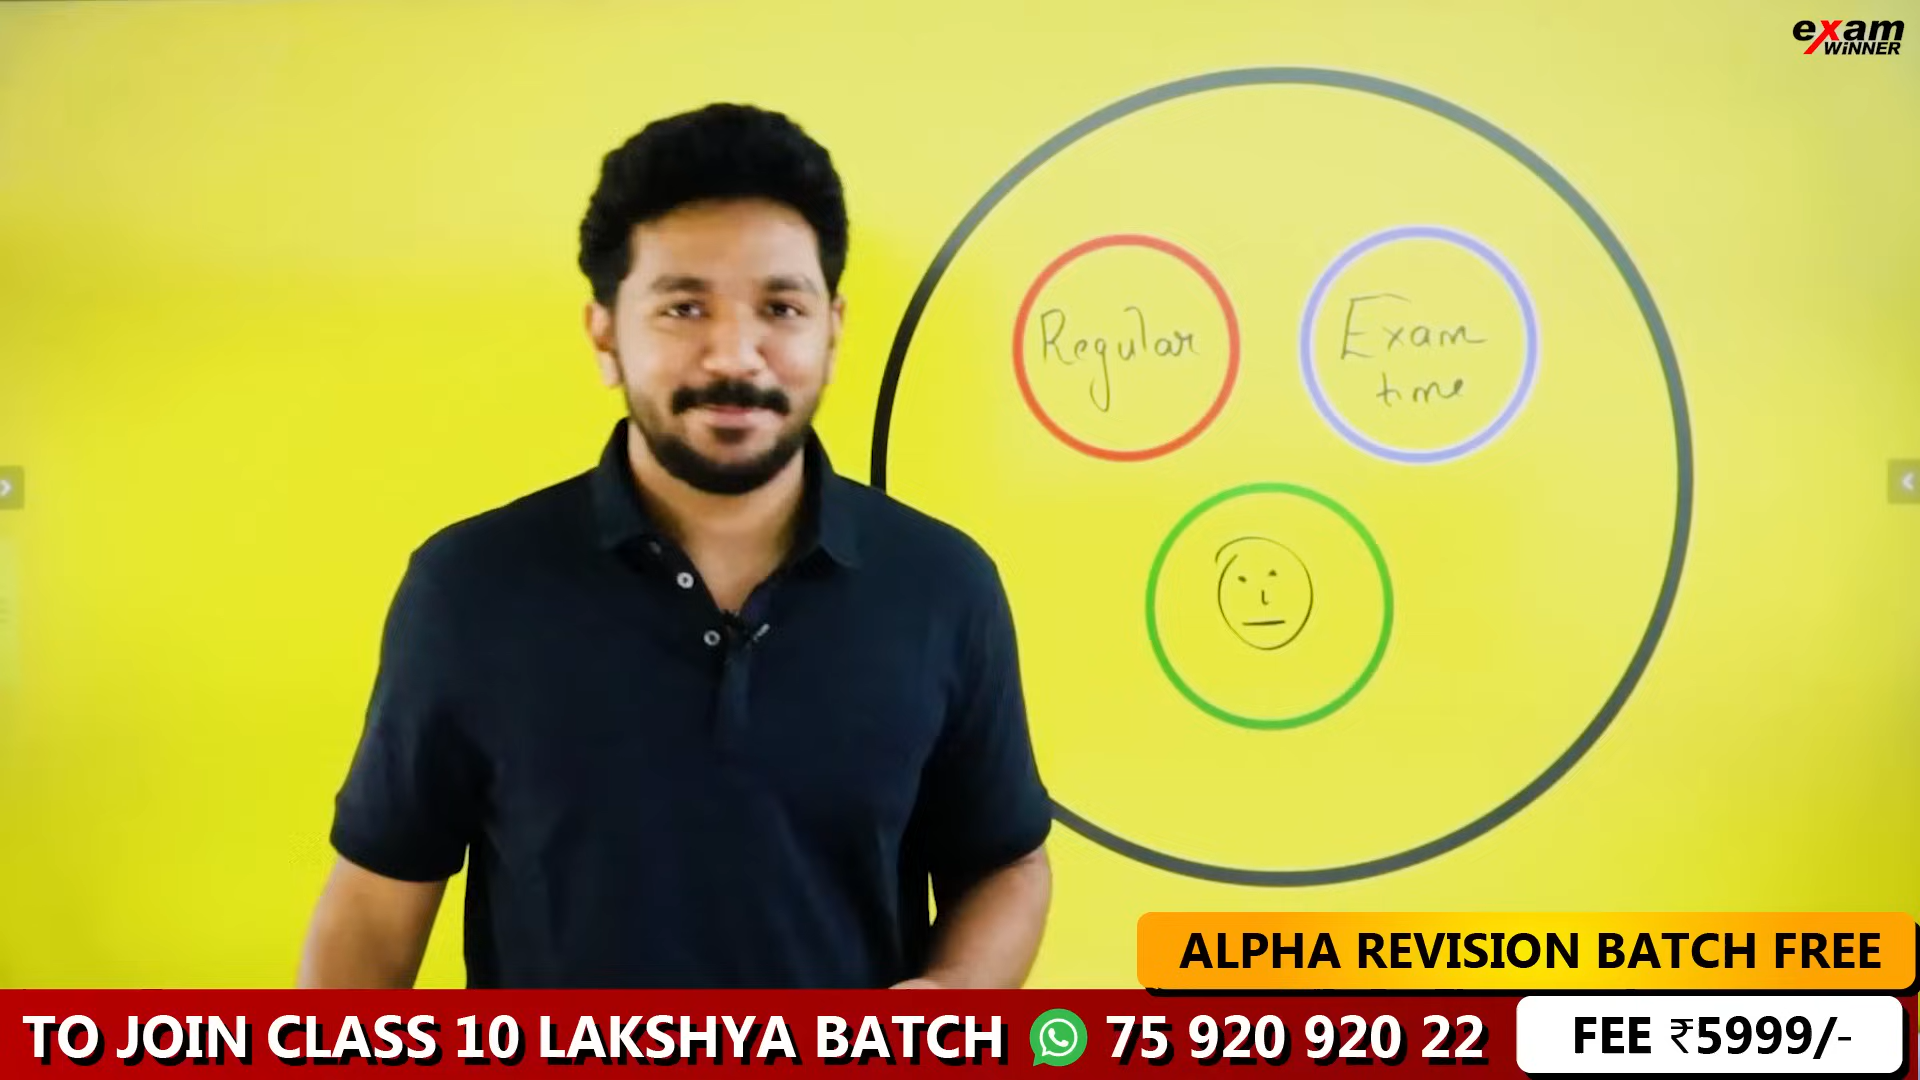 exam
WINNER
Regular
Exam
time
ALPHA REVISION BATCH FREE
TO JOIN CLASS 10 LAKSHYA BATCH 75 920 920 22 FEE ₹5999/-